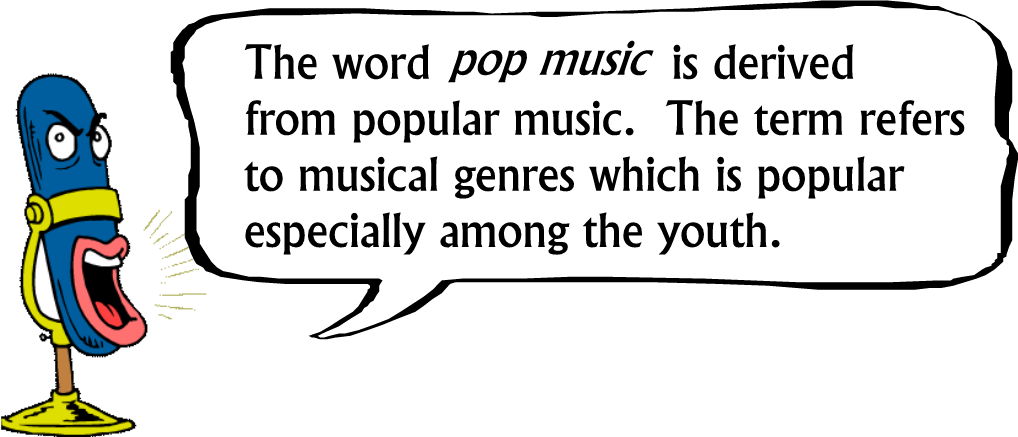 The word pop music is derived
from popular music. The term refers
to musical genres which is popular
especially among the youth.